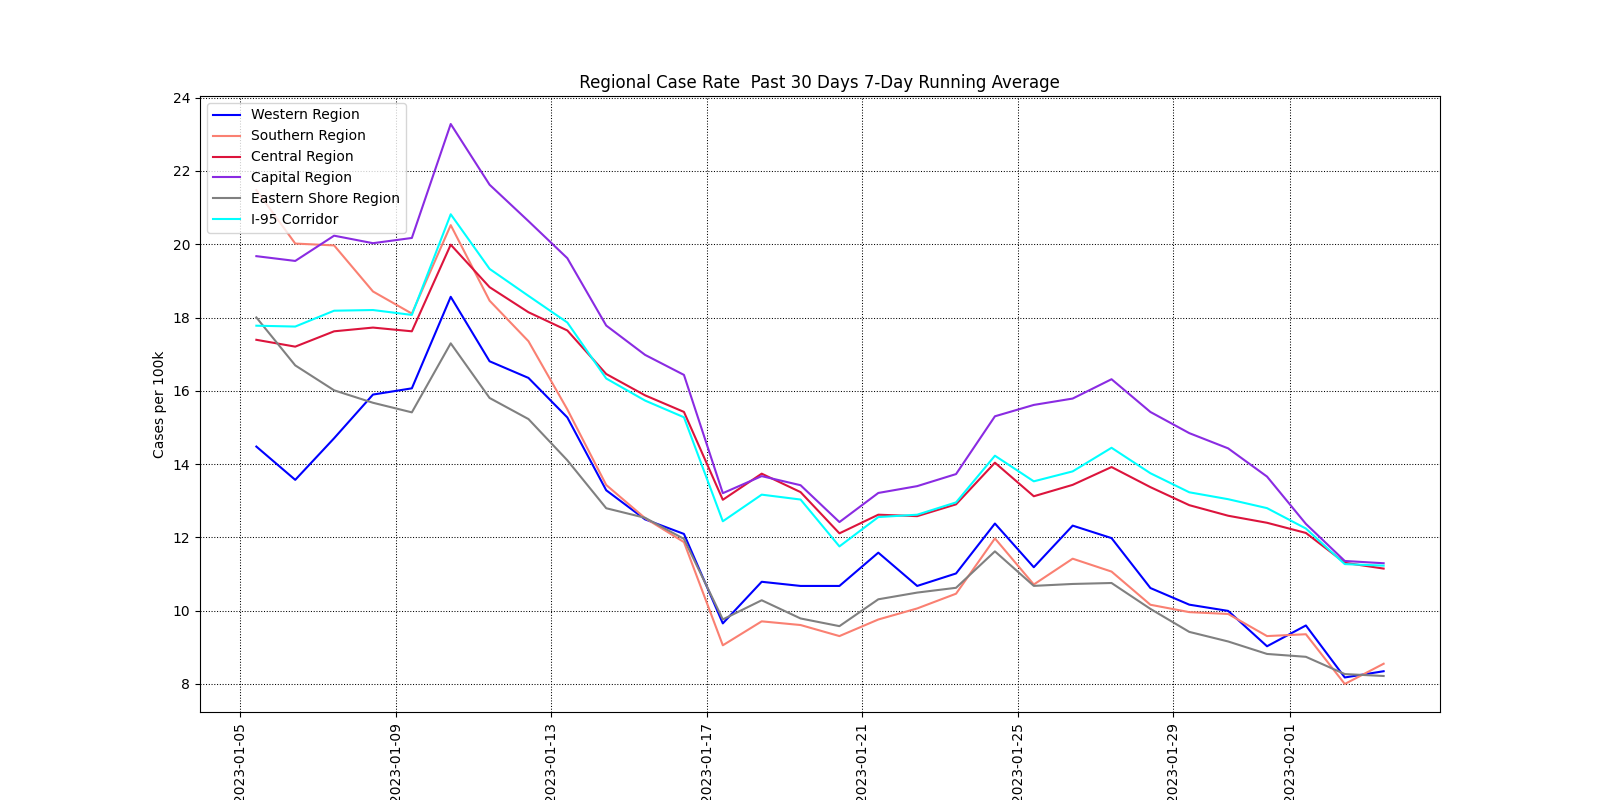 Regional Case Rate  Past 30 Days 7-Day Running Average
Western Region
Southern Region
Central Region
Capital Region
Eastern Shore Region
I-95 Corridor
Cases per 100k
24
22
20
18
16
14
12
10
8
2023-01-05
2023-01-09
2023-01-13
2023-01-17
2023-01-21
2023-01-25
2023-01-29
2023-02-01